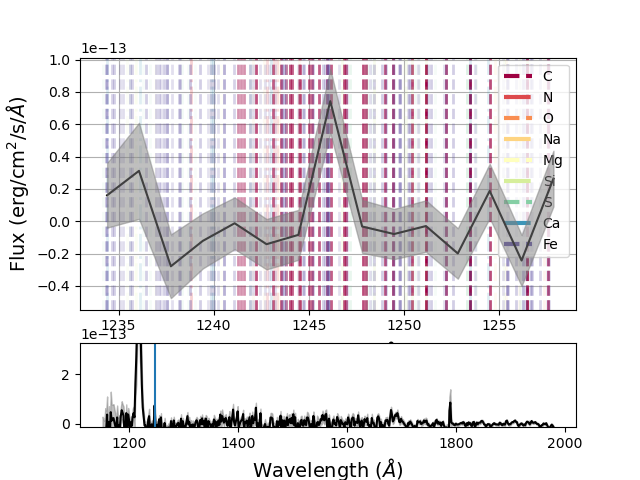 1e−13
1.0
0.8
0.6
0.4
0.2
0.0
−0.2
−0.4
Flux (erg/cm²/s/Å)
C
N
O
Na
Mg
Si
S
Ca
Fe
1235 1240 1245 1250 1255
1e−13
2
0
1200 1400 1600 1800 2000
Wavelength (Å)